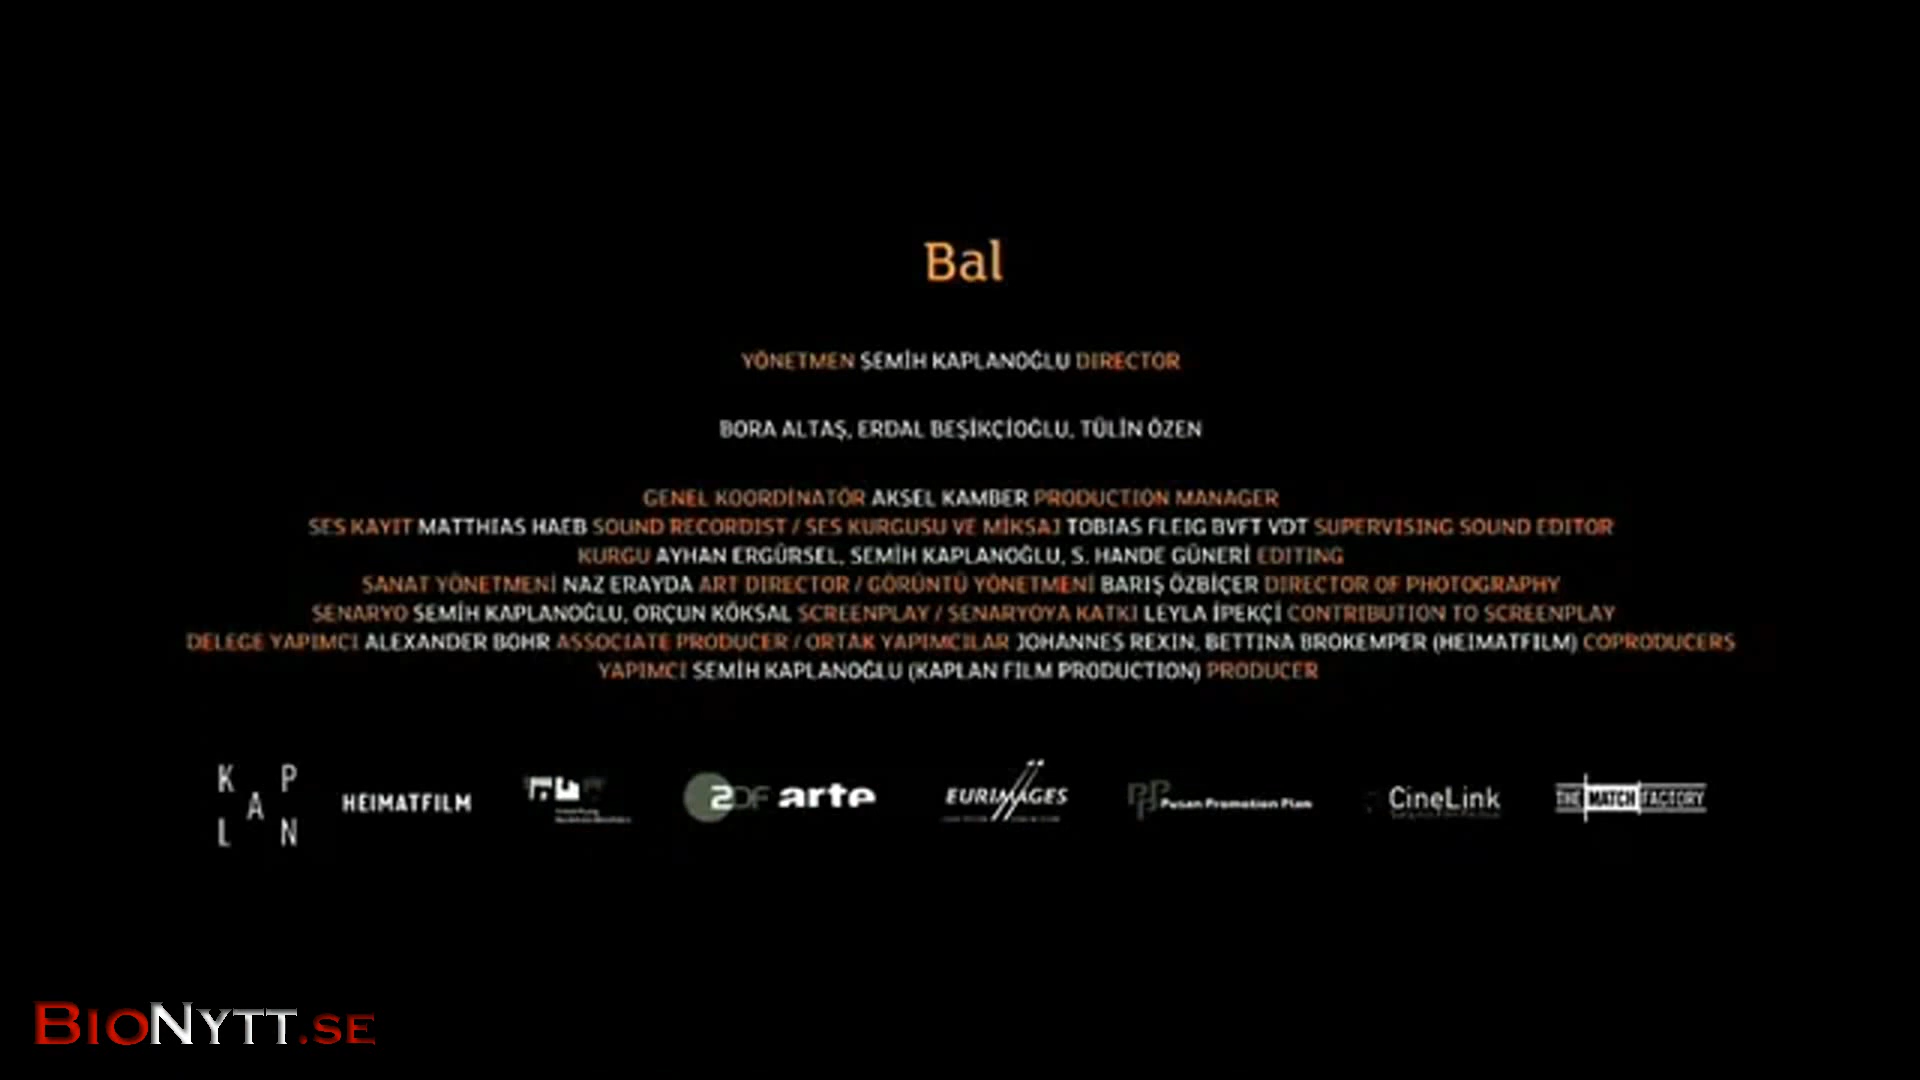 Bal
YÖNETMEN SEMİH KAPLANOĞLU DIRECTOR
BORA ALTAŞ, ERDAL BEŞİKÇİOĞLU, TÜLİN ÖZEN
GENEL KOORDİNATÖR AKSEL KAMBER PRODUCTION MANAGER
SES KAYIT MATTHIAS HAEB SOUND RECORDIST / SES KURGUSU VE MİKSAJ TOBIAS FLEIG BVFT VDT SUPERVISING SOUND EDITOR
KURGU AYHAN ERGÜRSEL, SEMİH KAPLANOĞLU, S. HANDE GÜNERİ EDITING
SANAT YÖNETMENİ NAZ ERAYDA ART DIRECTOR / GÖRÜNTÜ YÖNETMENİ BARIŞ ÖZBİÇER DIRECTOR OF PHOTOGRAPHY
SENARYO SEMİH KAPLANOĞLU, ORÇUN KÖKSAL SCREENPLAY / SENARYOYA KATKI LEYLA İPEKÇİ CONTRIBUTION TO SCREENPLAY
DELEGE YAPIMCI ALEXANDER BOHR ASSOCIATE PRODUCER / ORTAK YAPIMCILAR JOHANNES REXIN, BETTINA BROKEMPER (HEIMATFILM) COPRODUCERS
YAPIMCI SEMİH KAPLANOĞLU (KAPLAN FILM PRODUCTION) PRODUCER
KAPLAN HEIMATFILM ZDF arte EURIMAGES PPP Pusan Promotion Plan CineLink THE MATCH FACTORY
BIONYTT.SE